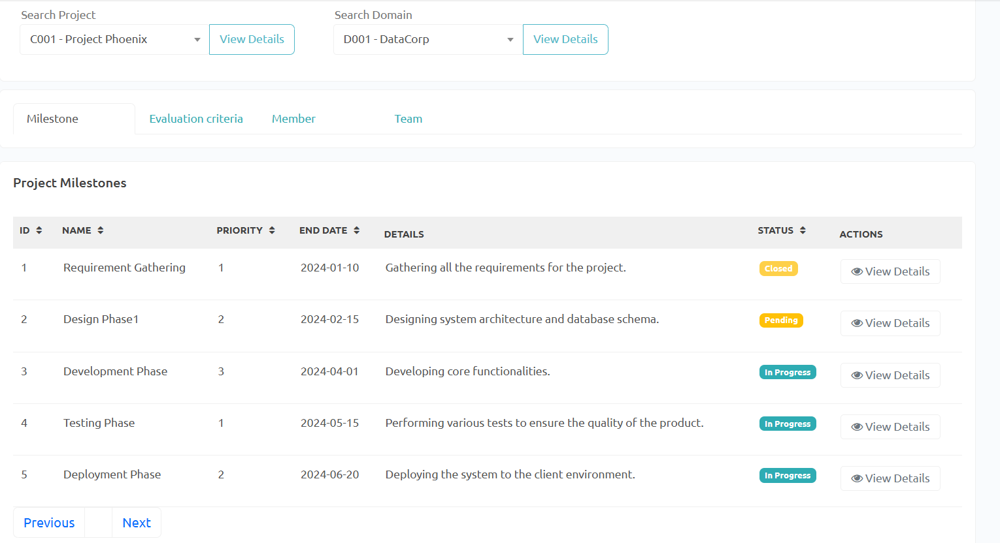 Search Project Search Domain
C001 - Project Phoenix View Details D001 - DataCorp View Details
Milestone Evaluation criteria Member Team
Project Milestones
ID NAME PRIORITY END DATE DETAILS STATUS ACTIONS
1 Requirement Gathering 1 2024-01-10 Gathering all the requirements for the project. Closed View Details
2 Design Phase1 2 2024-02-15 Designing system architecture and database schema. Pending View Details
3 Development Phase 3 2024-04-01 Developing core functionalities. In Progress View Details
4 Testing Phase 1 2024-05-15 Performing various tests to ensure the quality of the product. In Progress View Details
5 Deployment Phase 2 2024-06-20 Deploying the system to the client environment. In Progress View Details
Previous Next